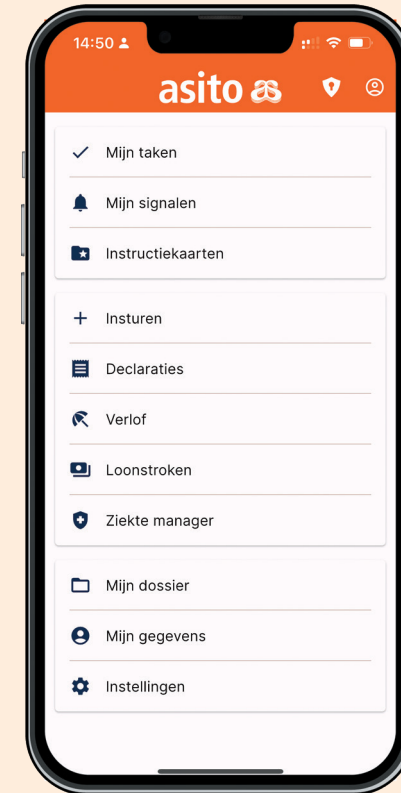 14:50
asito
Mijn taken
Mijn signalen
Instructiekaarten
Insturen
Declaraties
Verlof
Loonstroken
Ziekte manager
Mijn dossier
Mijn gegevens
Instellingen